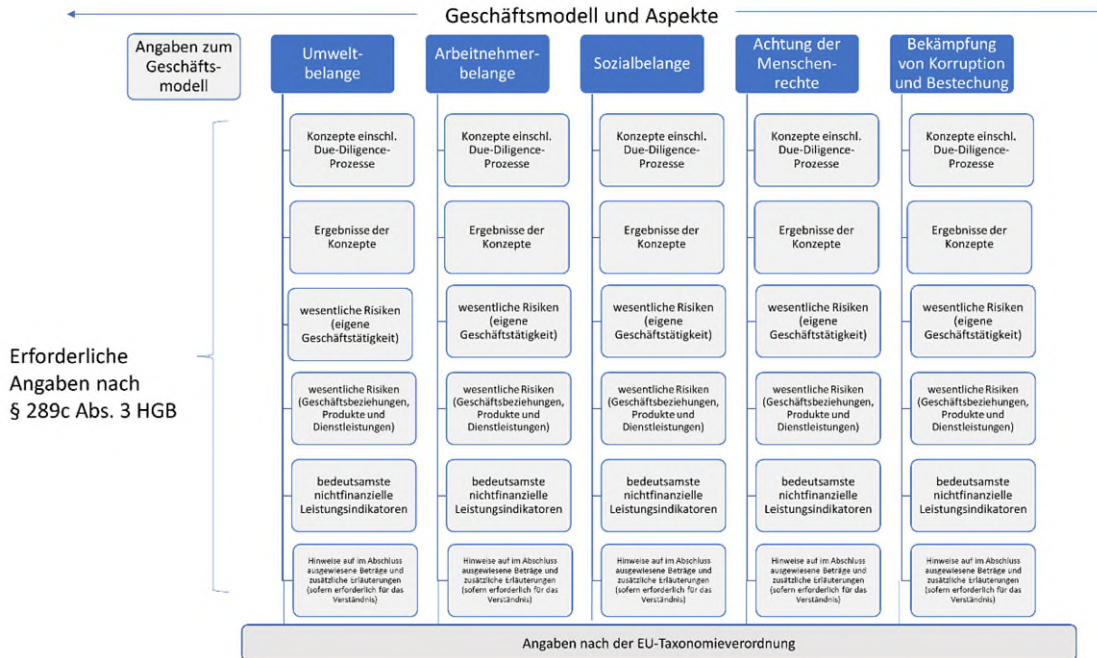 Geschäftsmodell und Aspekte
Angaben zum
Geschäfts-
modell
Umwelt-
belange
Arbeitnehmer-
belange
Sozialbelange
Achtung der
Menschen-
rechte
Bekämpfung
von Korruption
und Bestechung
Erforderliche
Angaben nach
§ 289c Abs. 3 HGB
Konzepte einschl.
Due-Diligence-
Prozesse
Konzepte einschl.
Due-Diligence-
Prozesse
Konzepte einschl.
Due-Diligence-
Prozesse
Konzepte einschl.
Due-Diligence-
Prozesse
Konzepte einschl.
Due-Diligence-
Prozesse
Ergebnisse der
Konzepte
Ergebnisse der
Konzepte
Ergebnisse der
Konzepte
Ergebnisse der
Konzepte
Ergebnisse der
Konzepte
wesentliche Risiken
(eigene
Geschäftstätigkeit)
wesentliche Risiken
(eigene
Geschäftstätigkeit)
wesentliche Risiken
(eigene
Geschäftstätigkeit)
wesentliche Risiken
(eigene
Geschäftstätigkeit)
wesentliche Risiken
(eigene
Geschäftstätigkeit)
wesentliche Risiken
(Geschäftsbeziehungen,
Produkte und
Dienstleistungen)
wesentliche Risiken
(Geschäftsbeziehungen,
Produkte und
Dienstleistungen)
wesentliche Risiken
(Geschäftsbeziehungen,
Produkte und
Dienstleistungen)
wesentliche Risiken
(Geschäftsbeziehungen,
Produkte und
Dienstleistungen)
wesentliche Risiken
(Geschäftsbeziehungen,
Produkte und
Dienstleistungen)
bedeutsamste
nichtfinanzielle
Leistungsindikatoren
bedeutsamste
nichtfinanzielle
Leistungsindikatoren
bedeutsamste
nichtfinanzielle
Leistungsindikatoren
bedeutsamste
nichtfinanzielle
Leistungsindikatoren
bedeutsamste
nichtfinanzielle
Leistungsindikatoren
Hinweise auf im Abschluss
ausgewiesene Beträge und
zusätzliche Erläuterungen
(sofern erforderlich für das
Verständnis)
Hinweise auf im Abschluss
ausgewiesene Beträge und
zusätzliche Erläuterungen
(sofern erforderlich für das
Verständnis)
Hinweise auf im Abschluss
ausgewiesene Beträge und
zusätzliche Erläuterungen
(sofern erforderlich für das
Verständnis)
Hinweise auf im Abschluss
ausgewiesene Beträge und
zusätzliche Erläuterungen
(sofern erforderlich für das
Verständnis)
Hinweise auf im Abschluss
ausgewiesene Beträge und
zusätzliche Erläuterungen
(sofern erforderlich für das
Verständnis)
Angaben nach der EU-Taxonomieverordnung